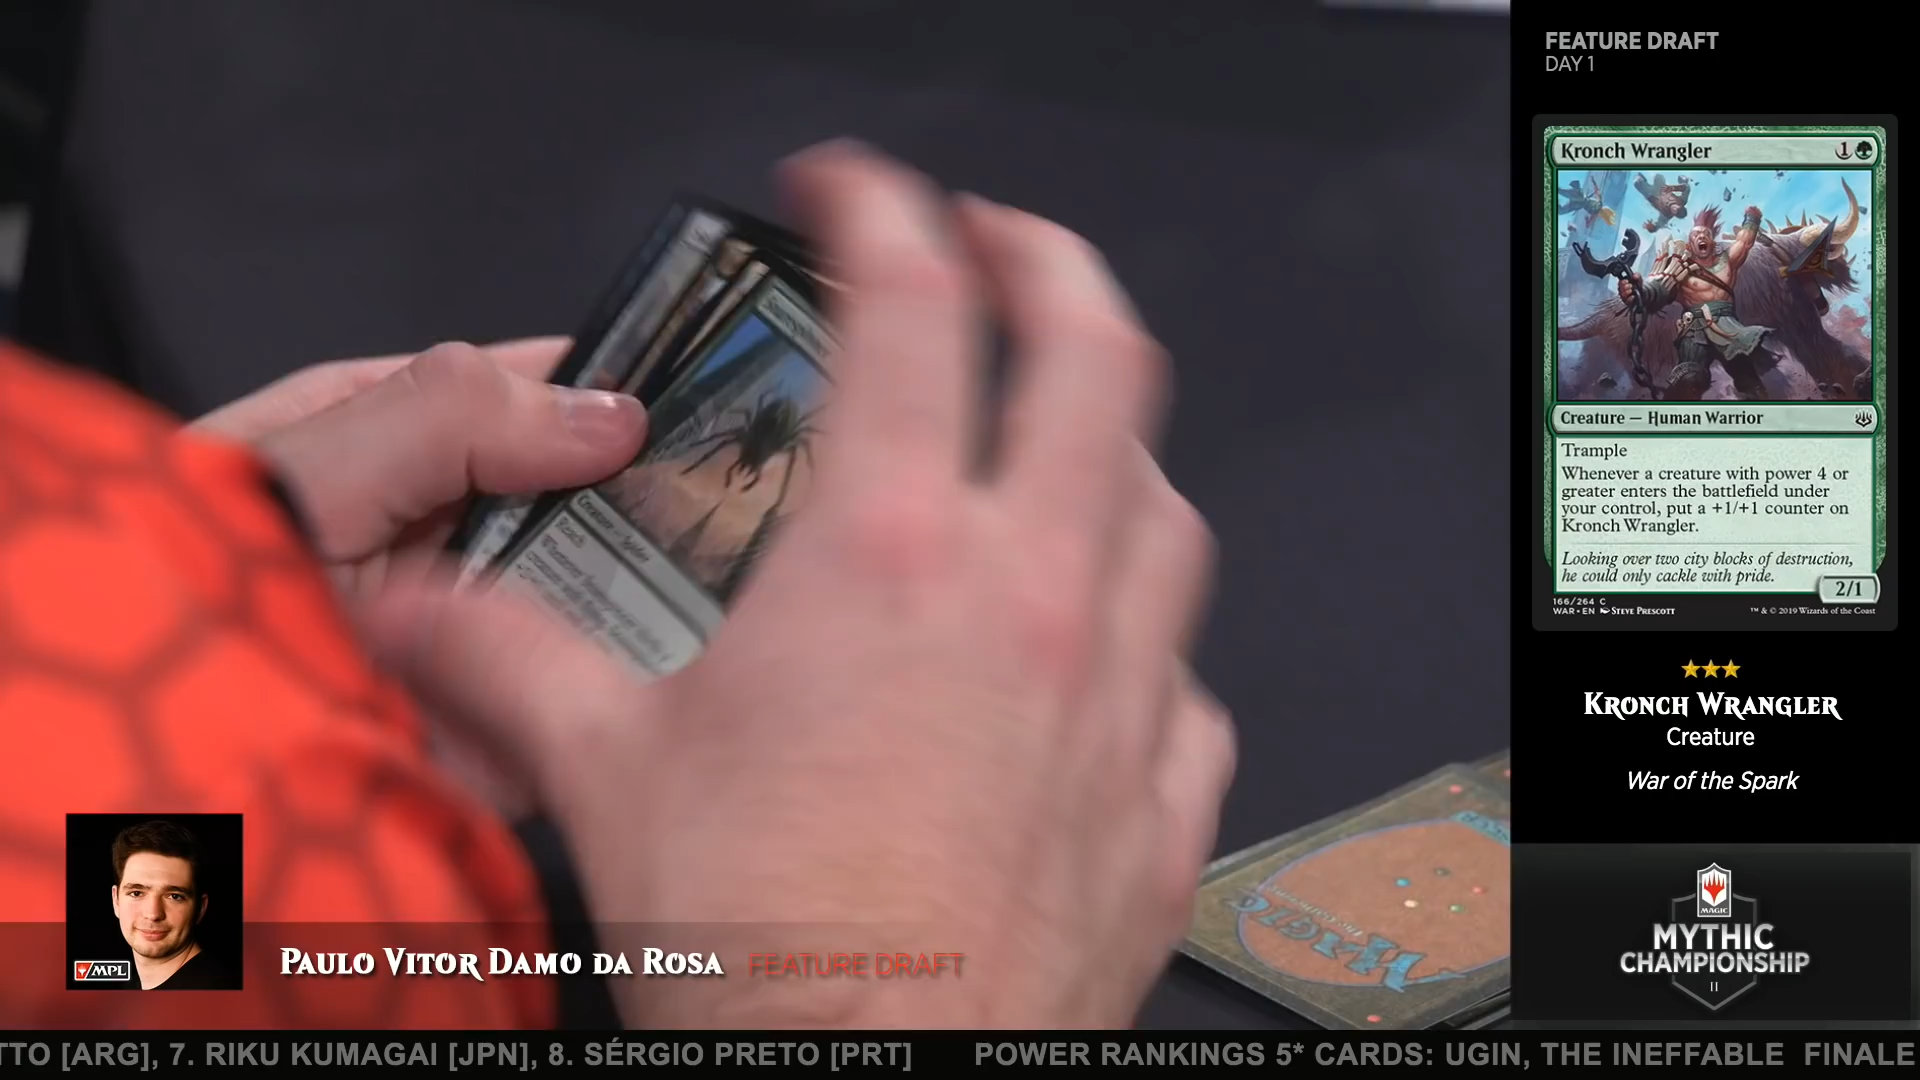 FEATURE DRAFT
DAY 1
Kronch Wrangler 1
Creature — Human Warrior
Trample
Whenever a creature with power 4 or
greater enters the battlefield under
your control, put a +1/+1 counter on
Kronch Wrangler.
Looking over two city blocks of destruction,
he could only cackle with pride.
2/1
166/264 C
WAR • EN STEVE PRESCOTT
™ & © 2019 Wizards of the Coast
KRONCH WRANGLER
Creature
War of the Spark
MAGIC
MYTHIC
CHAMPIONSHIP
II
Creature — Spider
Reach
MAGIC
MPL
PAULO VITOR DAMO DA ROSA FEATURE DRAFT
TTO [ARG], 7. RIKU KUMAGAI [JPN], 8. SÉRGIO PRETO [PRT] POWER RANKINGS 5* CARDS: UGIN, THE INEFFABLE FINALE